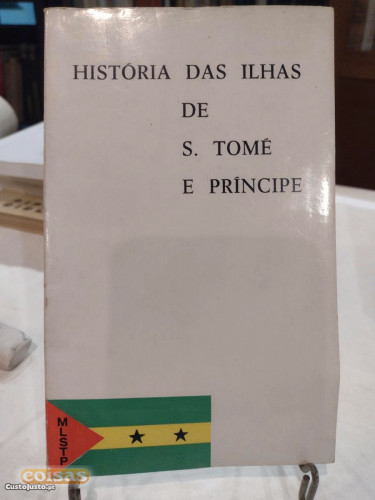 HISTÓRIA DAS ILHAS
DE
S. TOMÉ
E PRÍNCIPE
MLSTP
coisas
CustoJusto.pt